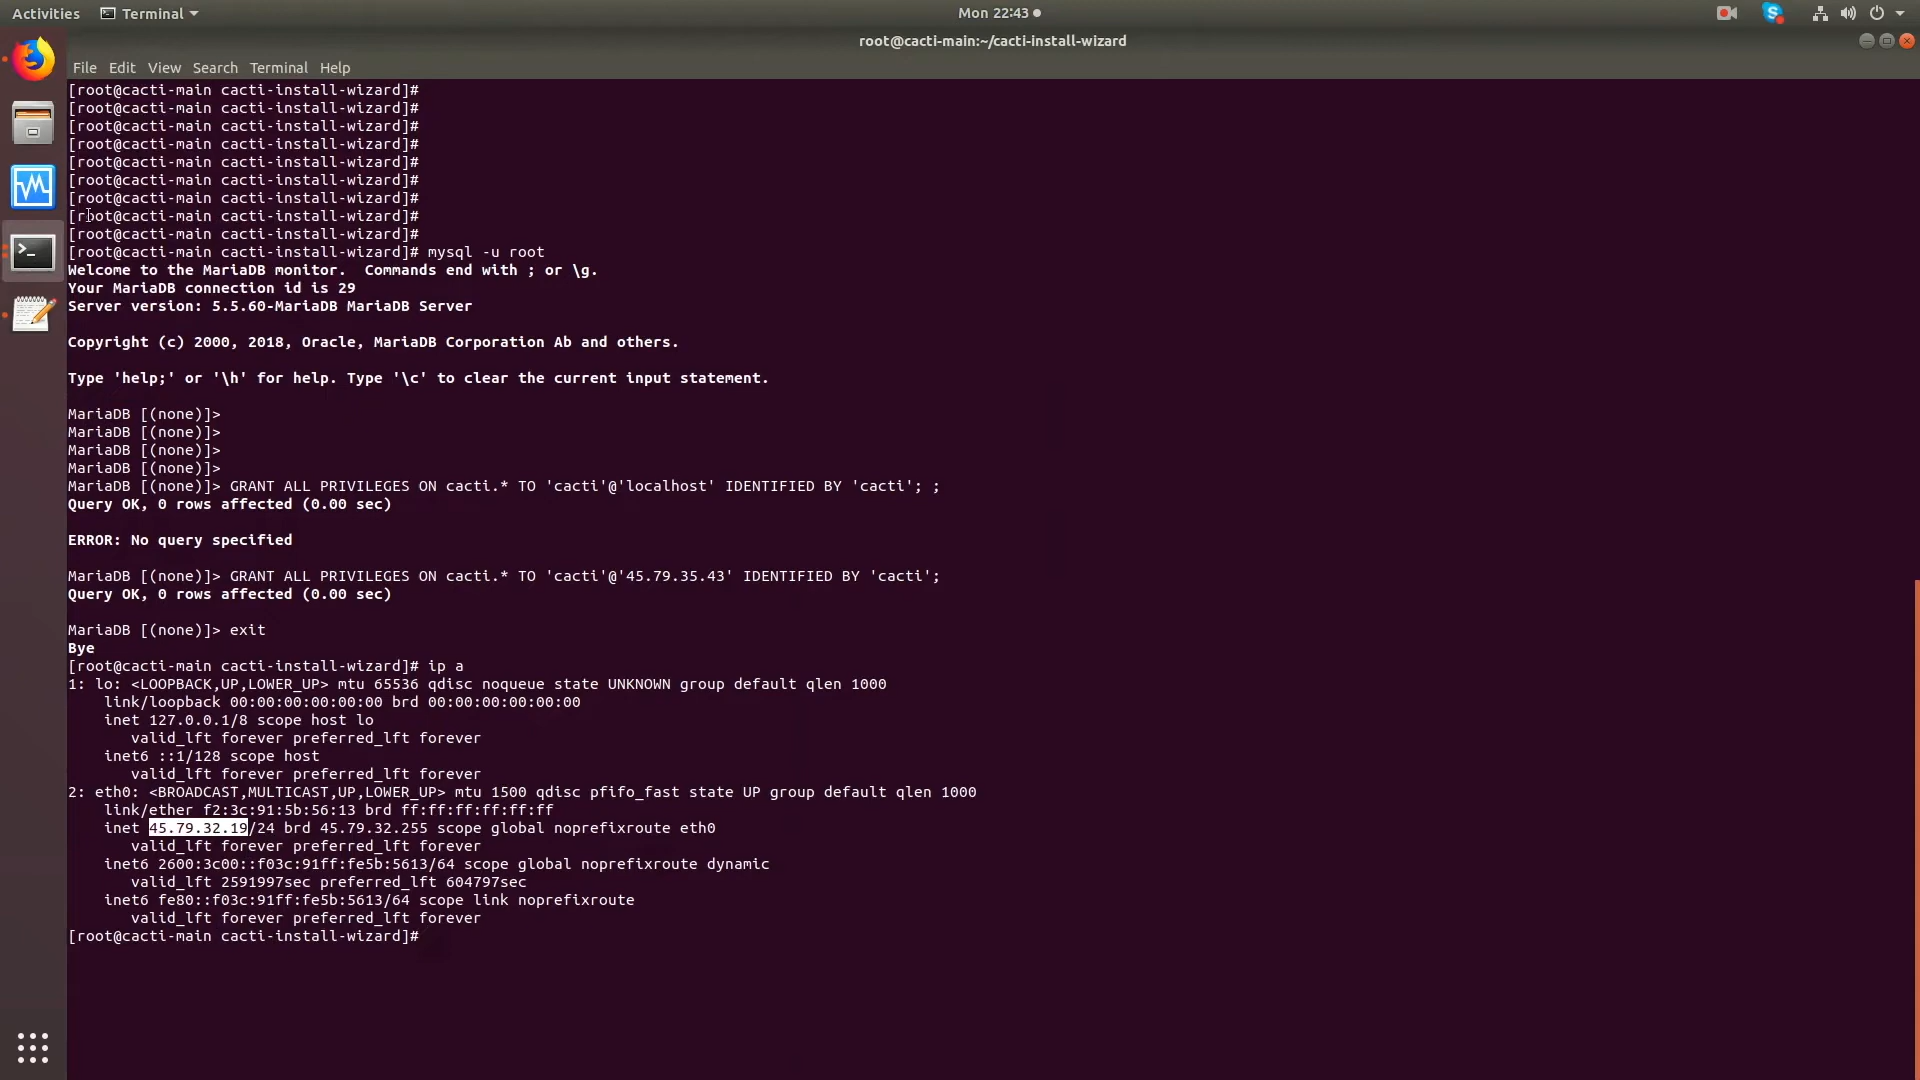 Activities Terminal Mon 22:43
root@cacti-main:~/cacti-install-wizard
File Edit View Search Terminal Help
[root@cacti-main cacti-install-wizard]#
[root@cacti-main cacti-install-wizard]#
[root@cacti-main cacti-install-wizard]#
[root@cacti-main cacti-install-wizard]#
[root@cacti-main cacti-install-wizard]#
[root@cacti-main cacti-install-wizard]#
[root@cacti-main cacti-install-wizard]#
[root@cacti-main cacti-install-wizard]#
[root@cacti-main cacti-install-wizard]#
[root@cacti-main cacti-install-wizard]# mysql -u root
Welcome to the MariaDB monitor.  Commands end with ; or \g.
Your MariaDB connection id is 29
Server version: 5.5.60-MariaDB MariaDB Server
Copyright (c) 2000, 2018, Oracle, MariaDB Corporation Ab and others.
Type 'help;' or '\h' for help. Type '\c' to clear the current input statement.
MariaDB [(none)]>
MariaDB [(none)]>
MariaDB [(none)]>
MariaDB [(none)]>
MariaDB [(none)]> GRANT ALL PRIVILEGES ON cacti.* TO 'cacti'@'localhost' IDENTIFIED BY 'cacti'; ;
Query OK, 0 rows affected (0.00 sec)
ERROR: No query specified
MariaDB [(none)]> GRANT ALL PRIVILEGES ON cacti.* TO 'cacti'@'45.79.35.43' IDENTIFIED BY 'cacti';
Query OK, 0 rows affected (0.00 sec)
MariaDB [(none)]> exit
Bye
[root@cacti-main cacti-install-wizard]# ip a
1: lo: <LOOPBACK,UP,LOWER_UP> mtu 65536 qdisc noqueue state UNKNOWN group default qlen 1000
link/loopback 00:00:00:00:00:00 brd 00:00:00:00:00:00
inet 127.0.0.1/8 scope host lo
valid_lft forever preferred_lft forever
inet6 ::1/128 scope host
valid_lft forever preferred_lft forever
2: eth0: <BROADCAST,MULTICAST,UP,LOWER_UP> mtu 1500 qdisc pfifo_fast state UP group default qlen 1000
link/ether f2:3c:91:5b:56:13 brd ff:ff:ff:ff:ff:ff
inet 45.79.32.19/24 brd 45.79.32.255 scope global noprefixroute eth0
valid_lft forever preferred_lft forever
inet6 2600:3c00::f03c:91ff:fe5b:5613/64 scope global noprefixroute dynamic
valid_lft 2591997sec preferred_lft 604797sec
inet6 fe80::f03c:91ff:fe5b:5613/64 scope link noprefixroute
valid_lft forever preferred_lft forever
[root@cacti-main cacti-install-wizard]#